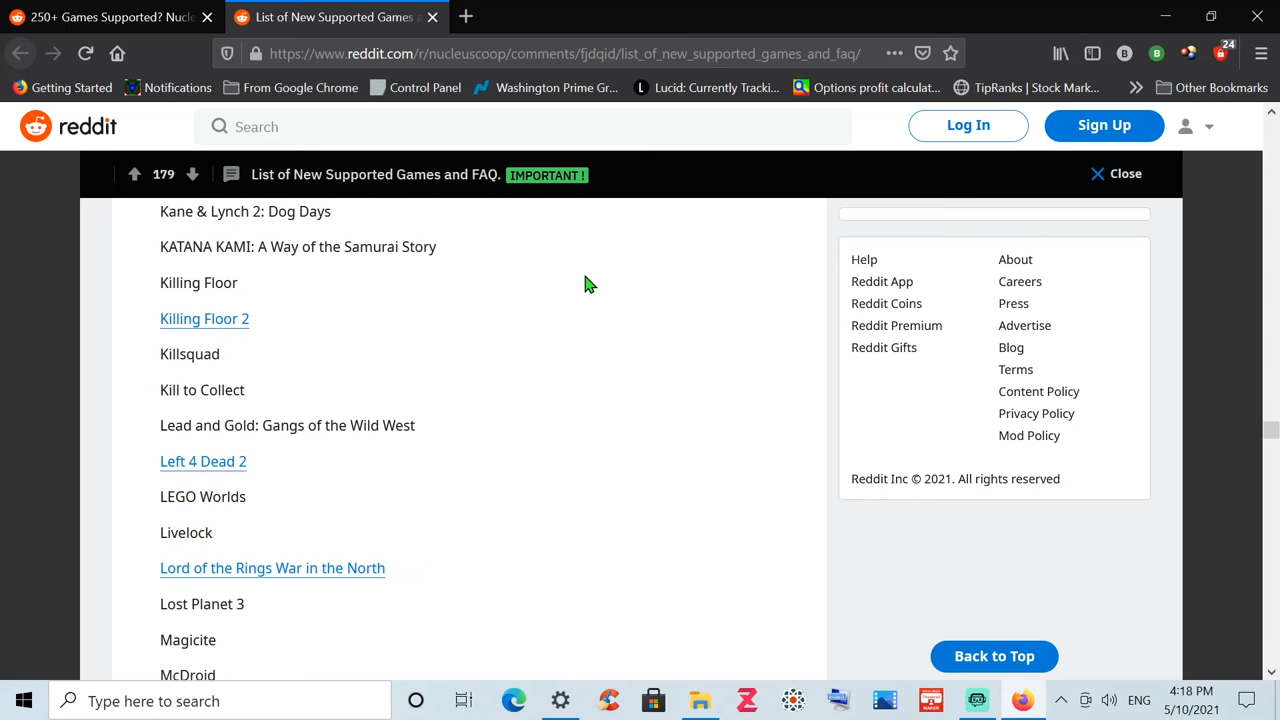 250+ Games Supported? Nucle
List of New Supported Games a
https://www.reddit.com/r/nucleuscoop/comments/fjdqid/list_of_new_supported_games_and_faq/
24
Getting Started
Notifications
From Google Chrome
Control Panel
Washington Prime Gr...
Lucid: Currently Tracki...
Options profit calculat...
TipRanks | Stock Mark...
Other Bookmarks
reddit
Search
Log In
Sign Up
179
List of New Supported Games and FAQ. IMPORTANT !
Close
Kane & Lynch 2: Dog Days
KATANA KAMI: A Way of the Samurai Story
Killing Floor
Killing Floor 2
Killsquad
Kill to Collect
Lead and Gold: Gangs of the Wild West
Left 4 Dead 2
LEGO Worlds
Livelock
Lord of the Rings War in the North
Lost Planet 3
Magicite
McDroid
Help
Reddit App
Reddit Coins
Reddit Premium
Reddit Gifts
About
Careers
Press
Advertise
Blog
Terms
Content Policy
Privacy Policy
Mod Policy
Reddit Inc © 2021. All rights reserved
Back to Top
Type here to search
ENG
4:18 PM
5/10/2021